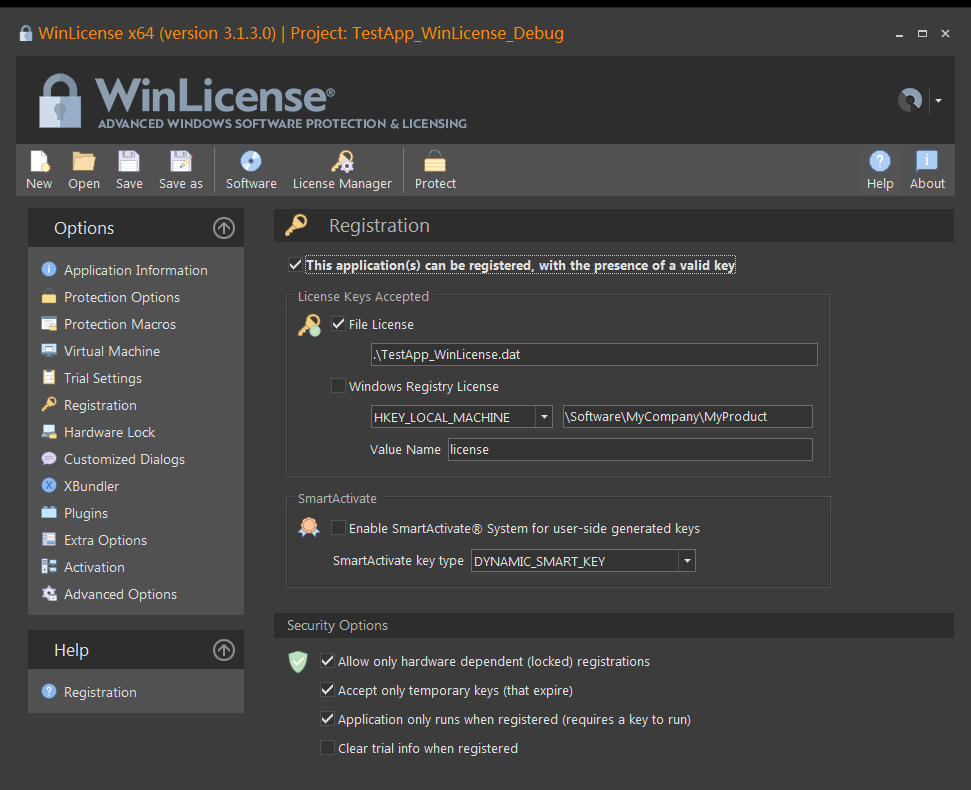 WinLicense x64 (version 3.1.3.0) | Project: TestApp_WinLicense_Debug
WinLicense®
ADVANCED WINDOWS SOFTWARE PROTECTION & LICENSING
New Open Save Save as Software License Manager Protect Help About
Options
Application Information
Protection Options
Protection Macros
Virtual Machine
Trial Settings
Registration
Hardware Lock
Customized Dialogs
XBundler
Plugins
Extra Options
Activation
Advanced Options
Help
Registration
Registration
This application(s) can be registered, with the presence of a valid key
License Keys Accepted
File License
.\TestApp_WinLicense.dat
Windows Registry License
HKEY_LOCAL_MACHINE \Software\MyCompany\MyProduct
Value Name license
SmartActivate
Enable SmartActivate® System for user-side generated keys
SmartActivate key type DYNAMIC_SMART_KEY
Security Options
Allow only hardware dependent (locked) registrations
Accept only temporary keys (that expire)
Application only runs when registered (requires a key to run)
Clear trial info when registered